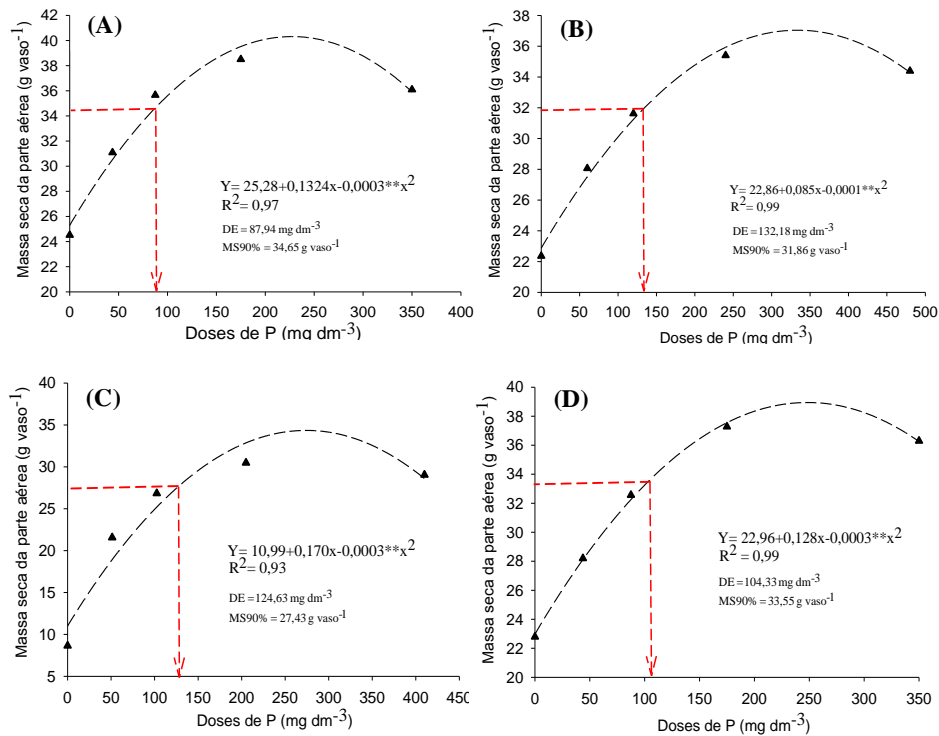 (A)
Massa seca da parte aérea (g vaso-1)
42
40
38
36
34
32
30
28
26
24
22
20
Y= 25,28+0,1324x-0,0003**x2
R2= 0,97
DE = 87,94 mg dm-3
MS90% = 34,65 g vaso-1
0 50 100 150 200 250 300 350 400
Doses de P (mg dm-3)
(B)
Massa seca da parte aérea (g vaso-1)
38
36
34
32
30
28
26
24
22
20
Y= 22,86+0,085x-0,0001**x2
R2= 0,99
DE = 132,18 mg dm-3
MS90% = 31,86 g vaso-1
0 50 100 150 200 250 300 350 400 450 500
Doses de P (mg dm-3)
(C)
Massa seca da parte aérea (g vaso-1)
40
35
30
25
20
15
10
5
Y= 10,99+0,170x-0,0003**x2
R2= 0,93
DE =124,63 mg dm-3
MS90% = 27,43 g vaso-1
0 50 100 150 200 250 300 350 400 450
Doses de P (mg dm-3)
(D)
Massa seca da parte aérea (g vaso-1)
42
40
38
36
34
32
30
28
26
24
22
20
Y= 22,96+0,128x-0,0003**x2
R2 = 0,99
DE =104,33 mg dm-3
MS90% = 33,55 g vaso-1
0 50 100 150 200 250 300 350
Doses de P (mg dm-3)